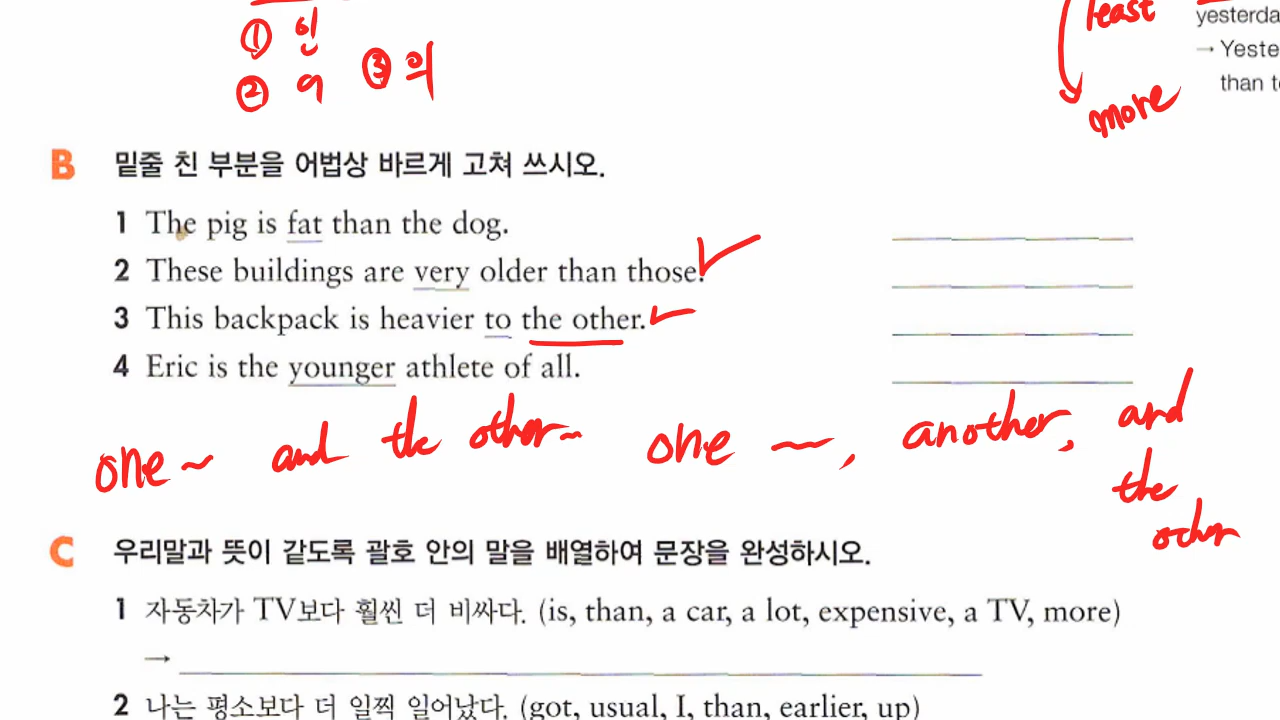 ① 인
② 여 ③ 의
least
more
yesterda
→ Yeste
than to
B 밑줄 친 부분을 어법상 바르게 고쳐 쓰시오.
1 The pig is fat than the dog.
2 These buildings are very older than those.
3 This backpack is heavier to the other.
4 Eric is the younger athlete of all.
one ~ and the other ~ one ~, another, and
the
other
C 우리말과 뜻이 같도록 괄호 안의 말을 배열하여 문장을 완성하시오.
1 자동차가 TV보다 훨씬 더 비싸다. (is, than, a car, a lot, expensive, a TV, more)
→
2 나는 평소보다 더 일찍 일어났다. (got, usual, I, than, earlier, up)